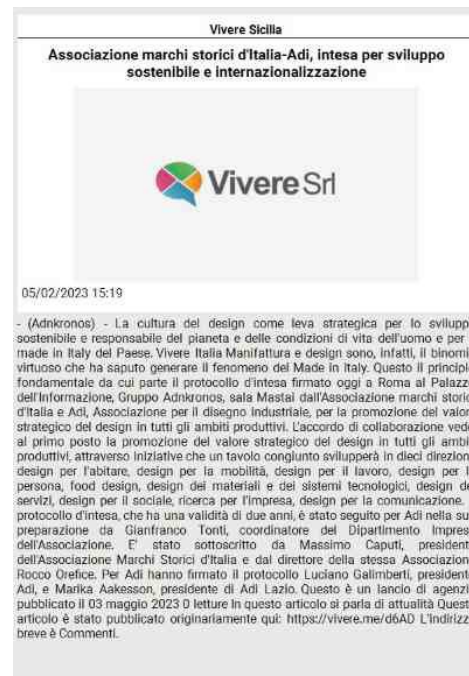 Vivere Sicilia
Associazione marchi storici d'Italia-Adi, intesa per sviluppo
sostenibile e internazionalizzazione
Vivere Srl
05/02/2023 15:19
- (Adnkronos) - La cultura del design come leva strategica per lo svilupp
sostenibile e responsabile del pianeta e delle condizioni di vita dell'uomo e per
made in Italy del Paese. Vivere Italia Manifattura e design sono, infatti, il binomi
virtuoso che ha saputo generare il fenomeno del Made in Italy. Questo il principi
fondamentale da cui parte il protocollo d'intesa firmato oggi a Roma al Palazz
dell'Informazione, Gruppo Adnkronos, sala Mastai dall'Associazione marchi storic
d'Italia e Adi, Associazione per il disegno industriale, per la promozione del valor
strategico del design in tutti gli ambiti produttivi. L'accordo di collaborazione ved
al primo posto la promozione del valore strategico del design in tutti gli ambi
produttivi, attraverso iniziative che un tavolo congiunto svilupperà in dieci direzion
design per l'abitare, design per la mobilità, design per il lavoro, design per l
persona, food design, design dei materiali e dei sistemi tecnologici, design de
servizi, design per il sociale, ricerca per l'impresa, design per la comunicazione.
protocollo d'intesa, che ha una validità di due anni, è stato seguito per Adi nella su
preparazione da Gianfranco Tonti, coordinatore del Dipartimento Impres
dell'Associazione. E' stato sottoscritto da Massimo Caputi, president
dell'Associazione Marchi Storici d'Italia e dal direttore della stessa Association
Rocco Orefice. Per Adi hanno firmato il protocollo Luciano Galimberti, president
Adi, e Marika Aakesson, presidente di Adi Lazio. Questo è un lancio di agenzi
pubblicato il 03 maggio 2023 0 letture In questo articolo si parla di attualità Quest
articolo è stato pubblicato originariamente qui: https://vivere.me/d6AD L'indirizz
breve è Commenti.